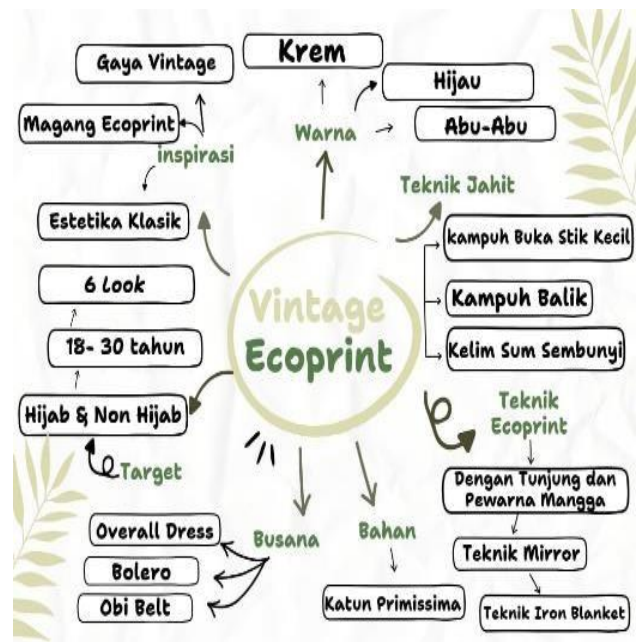 Gaya Vintage
Magang Ecoprint
inspirasi
Estetika Klasik
Krem
Hijau
Abu-Abu
Warna
Teknik Jahit
kampuh Buka Stik Kecil
Kampuh Balik
Kelim Sum Sembunyi
Vintage
Ecoprint
6 Look
18- 30 tahun
Hijab & Non Hijab
Target
Teknik
Ecoprint
Dengan Tunjung dan
Pewarna Mangga
Teknik Mirror
Teknik Iron Blanket
Busana
Overall Dress
Bolero
Obi Belt
Bahan
Katun Primissima